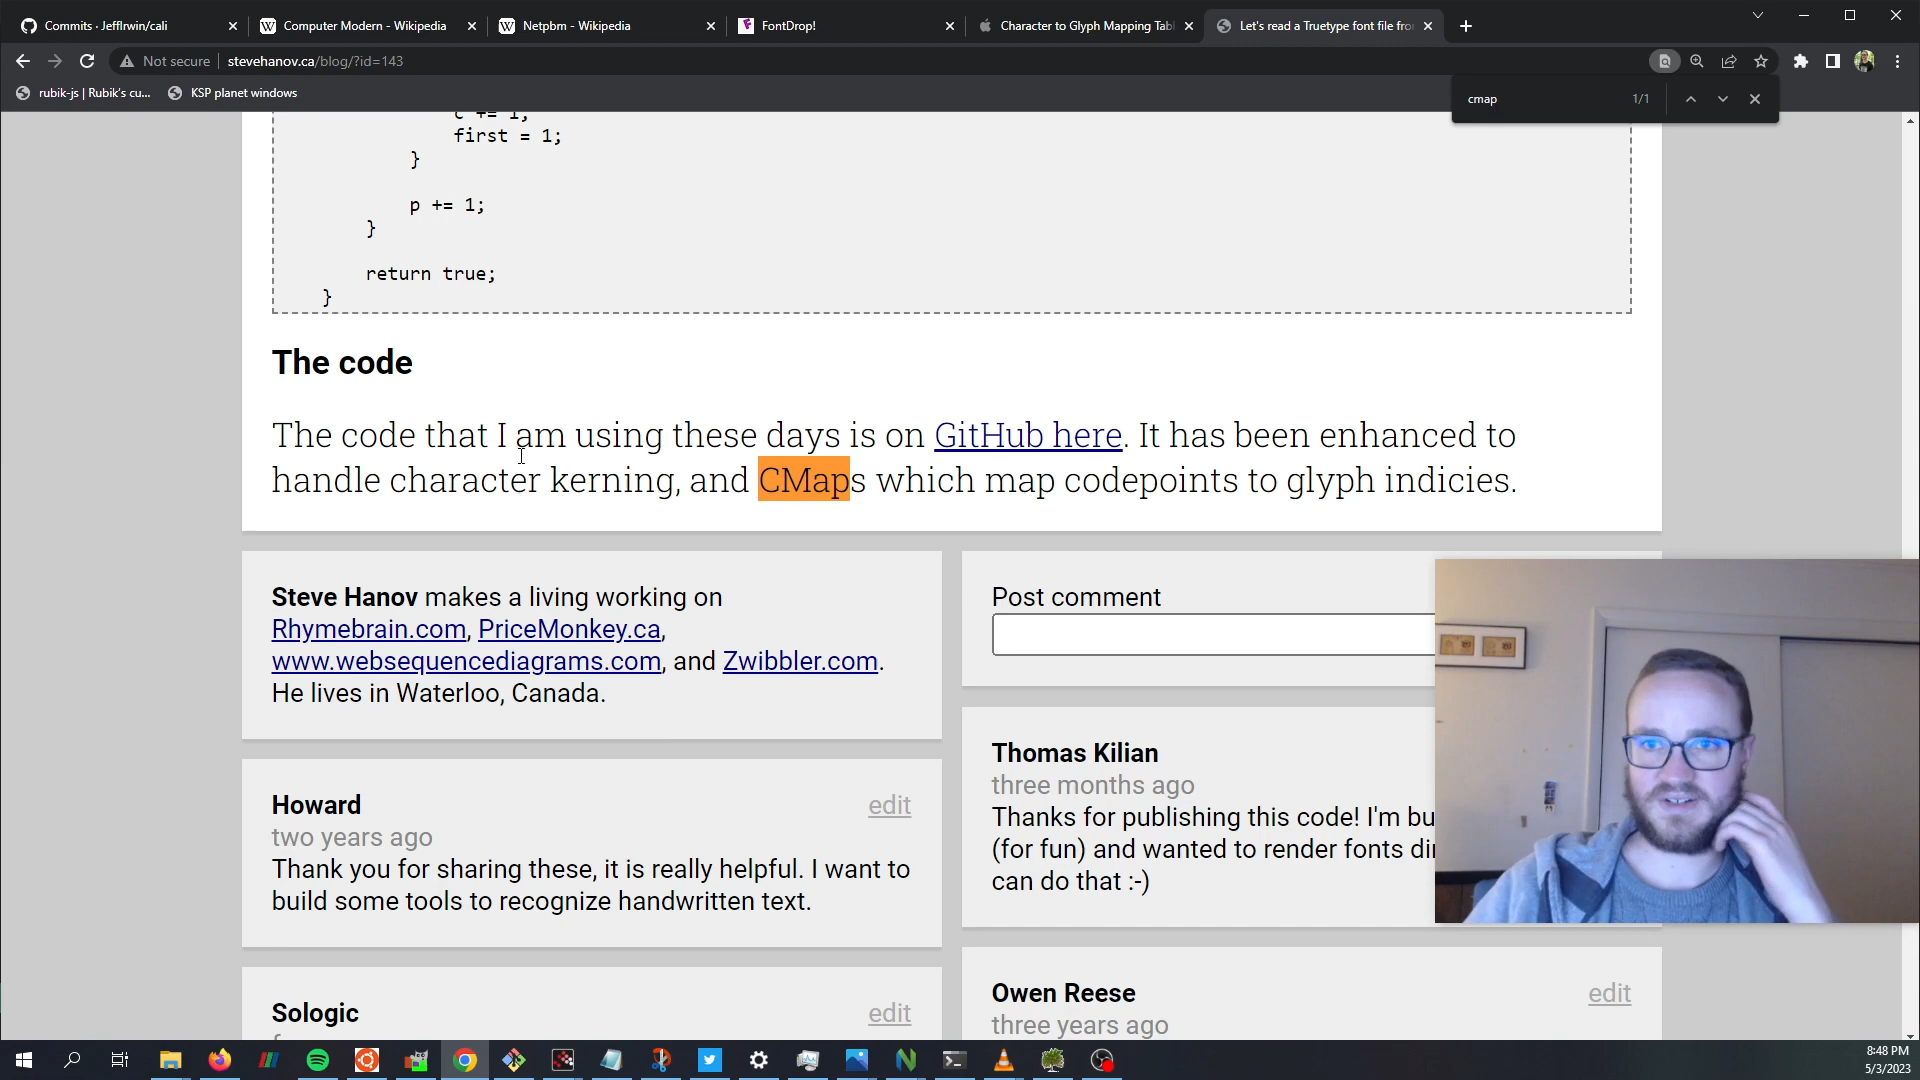 Commits · JeffIrwin/cali
Computer Modern - Wikipedia
Netpbm - Wikipedia
FontDrop!
Character to Glyph Mapping Tab
Let's read a Truetype font file fro
Not secure
stevehanov.ca/blog/?id=143
rubik-js | Rubik's cu...
KSP planet windows
cmap
1/1
c += 1;
first = 1;
}
p += 1;
}
return true;
}
The code
The code that I am using these days is on GitHub here. It has been enhanced to
handle character kerning, and CMaps which map codepoints to glyph indicies.
Steve Hanov makes a living working on
Rhymebrain.com, PriceMonkey.ca,
www.websequencediagrams.com, and Zwibbler.com.
He lives in Waterloo, Canada.
Howard
edit
two years ago
Thank you for sharing these, it is really helpful. I want to
build some tools to recognize handwritten text.
Sologic
edit
Post comment
Thomas Kilian
three months ago
Thanks for publishing this code! I'm bu
(for fun) and wanted to render fonts di
can do that :-)
Owen Reese
edit
three years ago
8:48 PM
5/3/2023